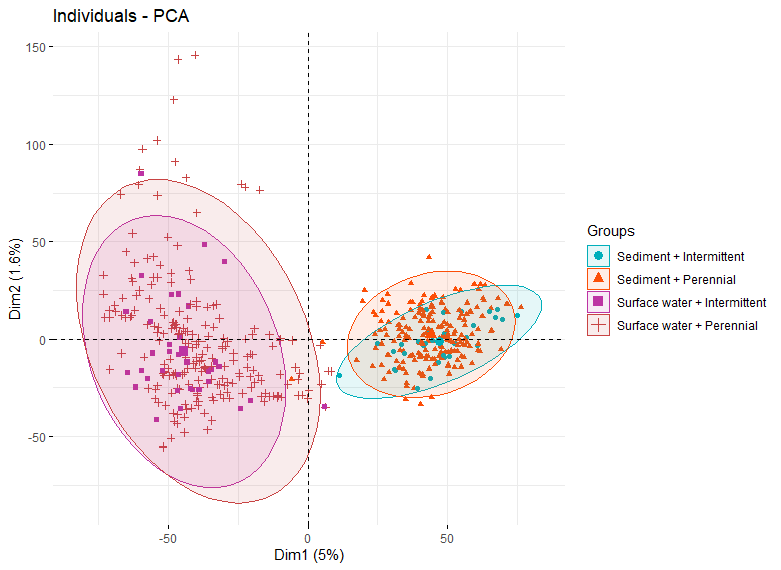 Individuals - PCA
150
100
50
0
-50
Dim2 (1.6%)
-50
0
50
Dim1 (5%)
Groups
Sediment + Intermittent
Sediment + Perennial
Surface water + Intermittent
Surface water + Perennial